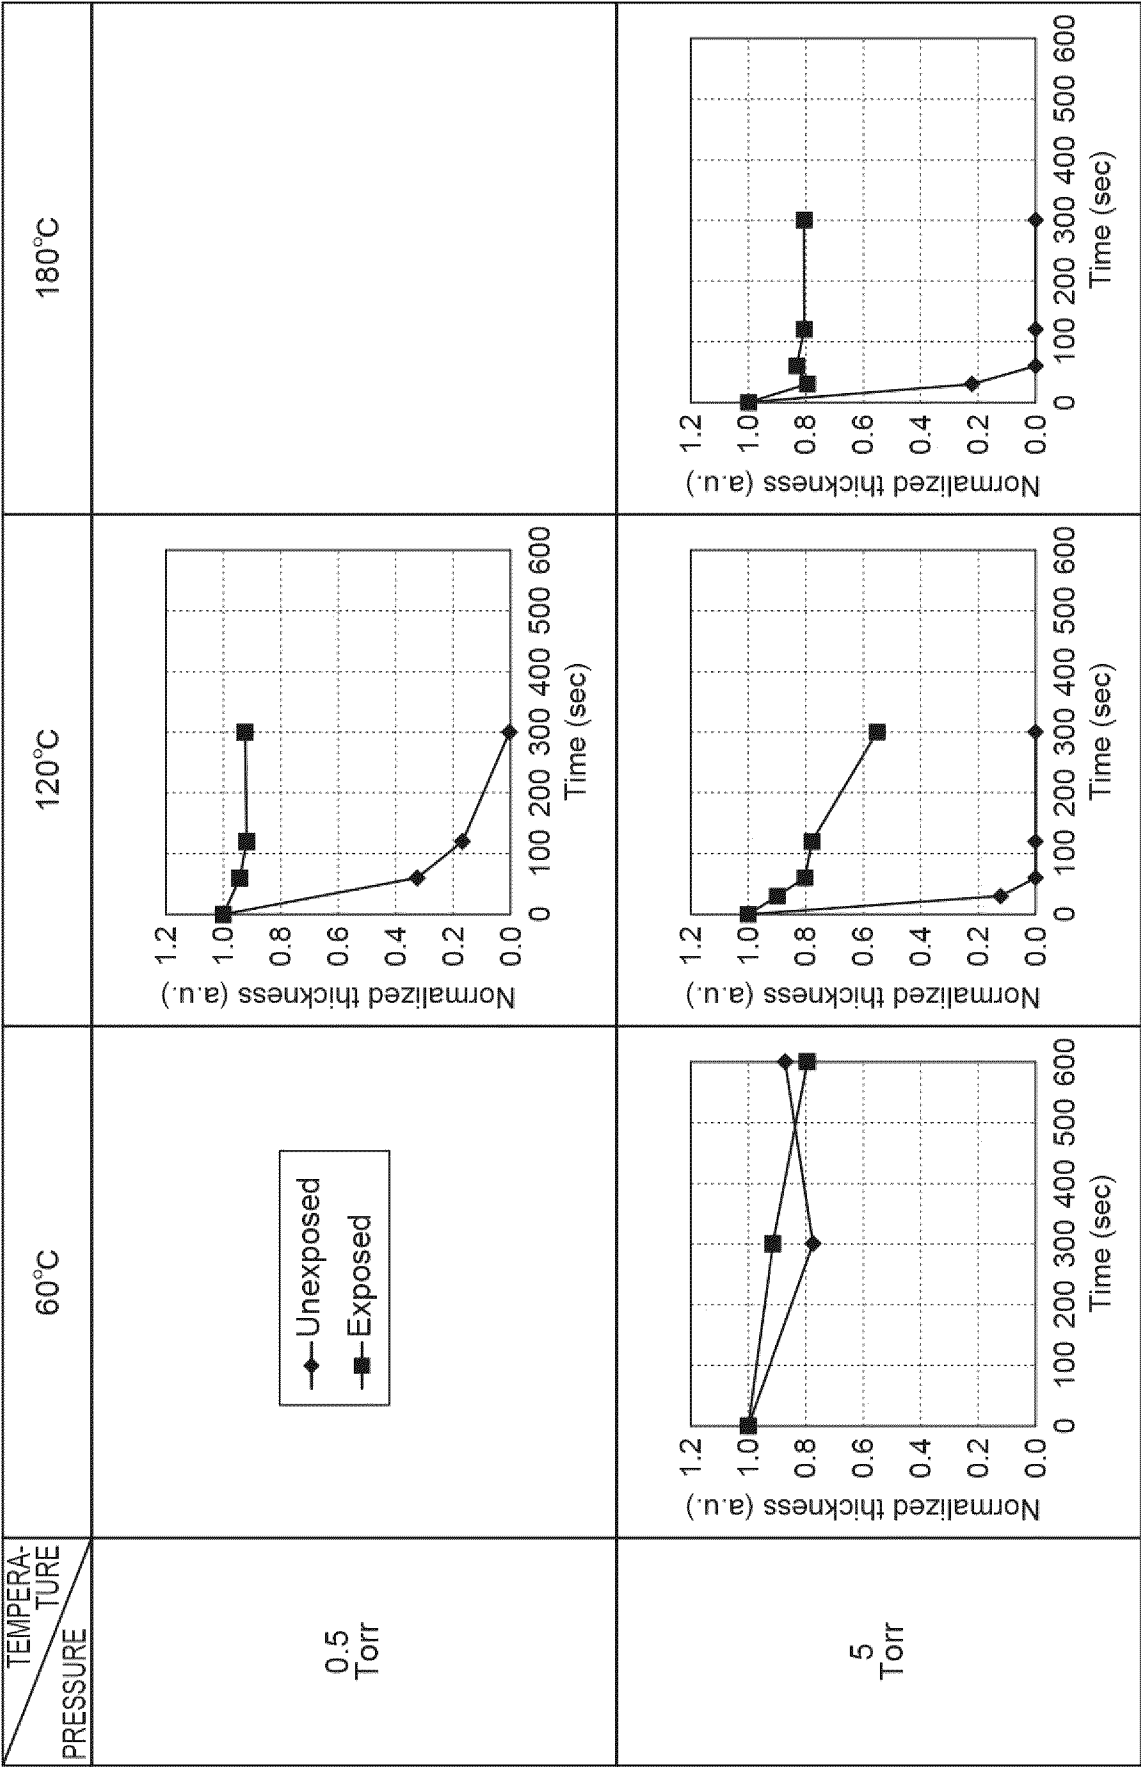 TEMPERA-
TURE
PRESSURE
60°C
120°C
180°C
0.5
Torr
Unexposed
Exposed
Normalized thickness (a.u.)
1.2
1.0
0.8
0.6
0.4
0.2
0.0
0 100 200 300 400 500 600
Time (sec)
5
Torr
Normalized thickness (a.u.)
1.2
1.0
0.8
0.6
0.4
0.2
0.0
0 100 200 300 400 500 600
Time (sec)
Normalized thickness (a.u.)
1.2
1.0
0.8
0.6
0.4
0.2
0.0
0 100 200 300 400 500 600
Time (sec)
Normalized thickness (a.u.)
1.2
1.0
0.8
0.6
0.4
0.2
0.0
0 100 200 300 400 500 600
Time (sec)